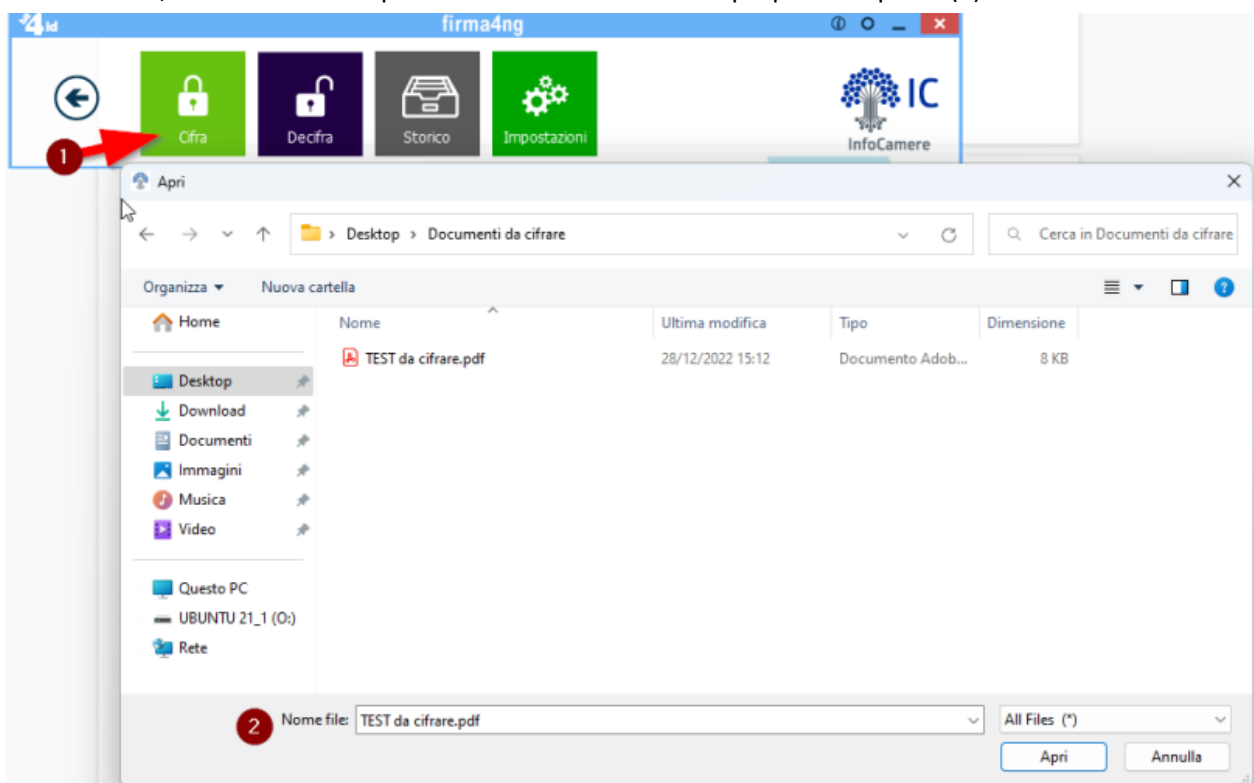 4 Id
firma4ng
Cifra
Decifra
Storico
Impostazioni
IC
InfoCamere
1
Apri
Desktop > Documenti da cifrare
Cerca in Documenti da cifrare
Organizza
Nuova cartella
Nome
Ultima modifica
Tipo
Dimensione
TEST da cifrare.pdf
28/12/2022 15:12
Documento Adob...
8 KB
Home
Desktop
Download
Documenti
Immagini
Musica
Video
Questo PC
UBUNTU 21_1 (O:)
Rete
2
Nome file:
TEST da cifrare.pdf
All Files (*)
Apri
Annulla